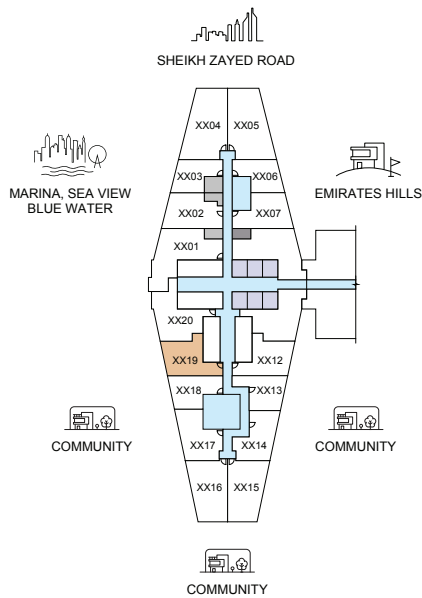 SHEIKH ZAYED ROAD
XX04 XX05
MARINA, SEA VIEW
BLUE WATER
XX03 XX06
EMIRATES HILLS
XX02 XX07
XX01
XX20
XX19 XX12
XX18 XX13
COMMUNITY
COMMUNITY
XX17 XX14
XX16 XX15
COMMUNITY